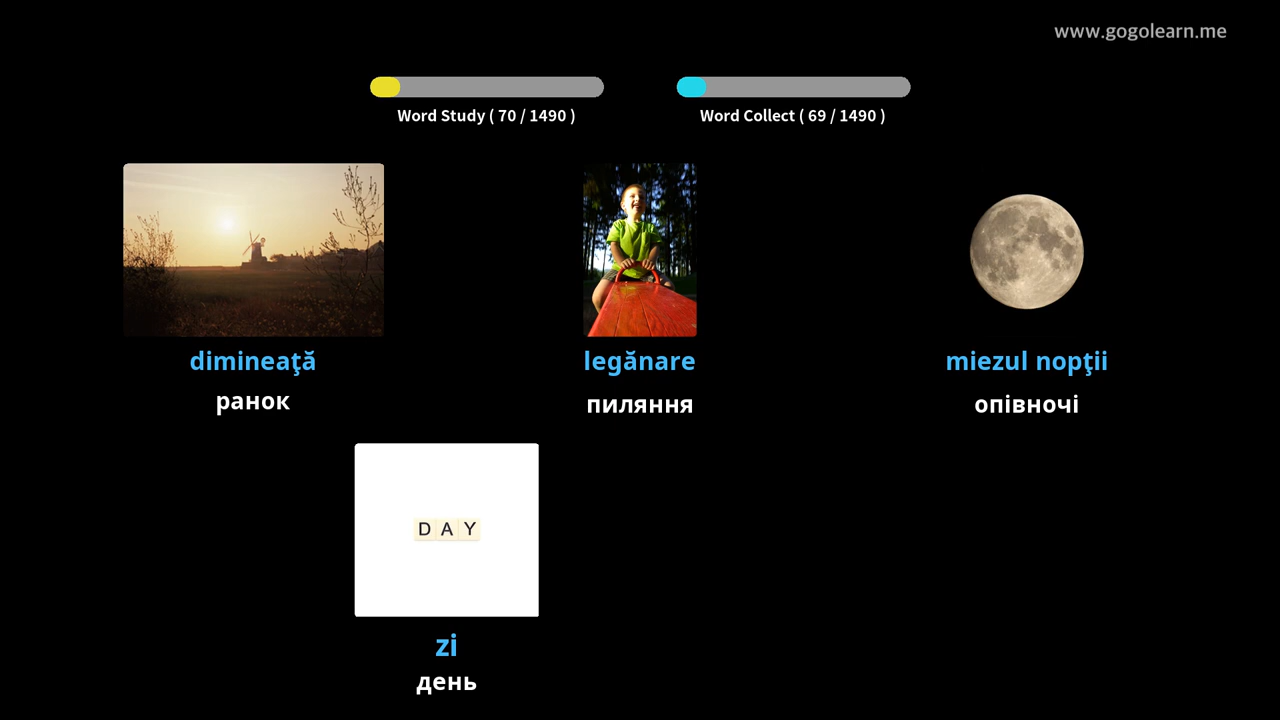 www.gogolearn.me
Word Study ( 70 / 1490 )
Word Collect ( 69 / 1490 )
dimineaţă
legănare
miezul nopţii
ранок
пиляння
опівночі
DAY
zi
день